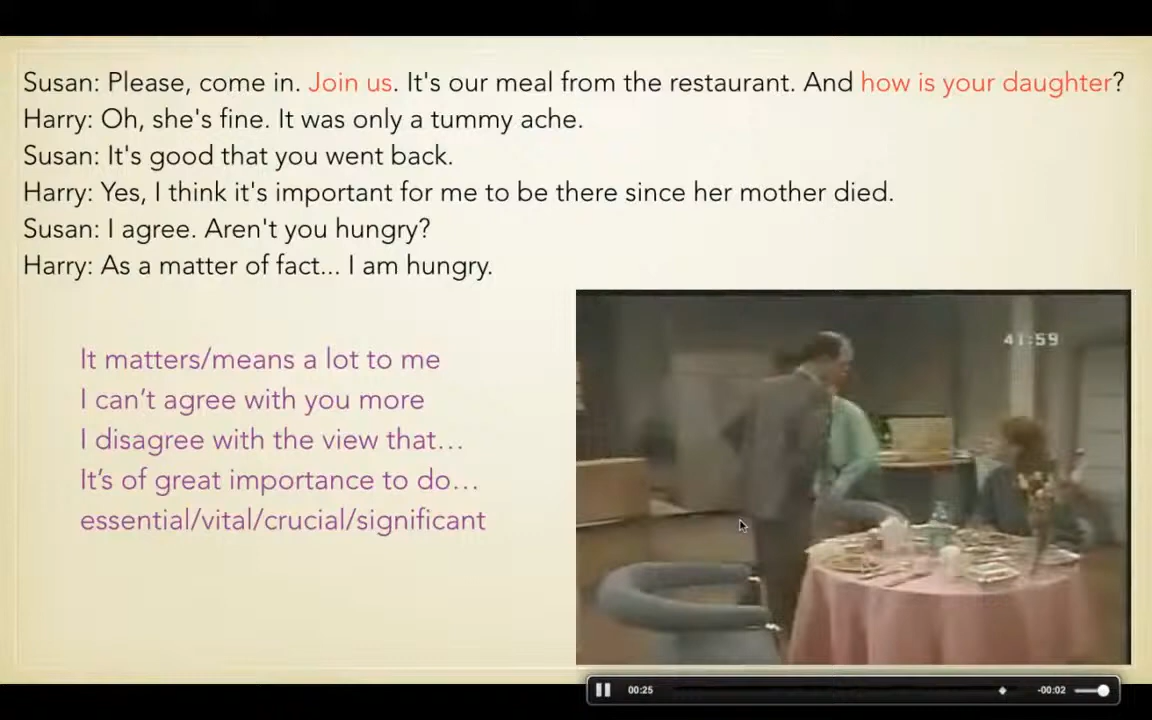 Susan: Please, come in. Join us. It's our meal from the restaurant. And how is your daughter?
Harry: Oh, she's fine. It was only a tummy ache.
Susan: It's good that you went back.
Harry: Yes, I think it's important for me to be there since her mother died.
Susan: I agree. Aren't you hungry?
Harry: As a matter of fact... I am hungry.
It matters/means a lot to me
I can’t agree with you more
I disagree with the view that…
It’s of great importance to do…
essential/vital/crucial/significant
41:59
00:25
-00:02